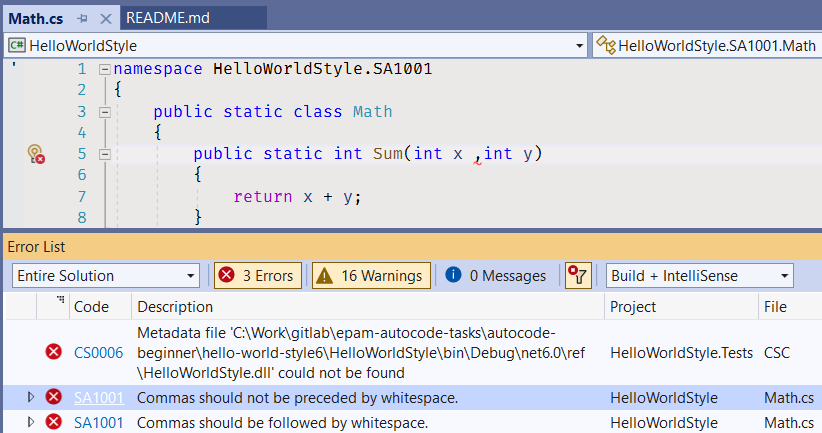 Math.cs README.md
HelloWorldStyle HelloWorldStyle.SA1001.Math
1 namespace HelloWorldStyle.SA1001
2 {
3 public static class Math
4 {
5 public static int Sum(int x ,int y)
6 {
7 return x + y;
8 }
Error List
Entire Solution 3 Errors 16 Warnings 0 Messages Build + IntelliSense
Code Description Project File
Metadata file 'C:\Work\gitlab\epam-autocode-tasks\autocode-
CS0006 beginner\hello-world-style6\HelloWorldStyle\bin\Debug\net6.0\ref HelloWorldStyle.Tests CSC
\HelloWorldStyle.dll' could not be found
SA1001 Commas should not be preceded by whitespace. HelloWorldStyle Math.cs
SA1001 Commas should be followed by whitespace. HelloWorldStyle Math.cs